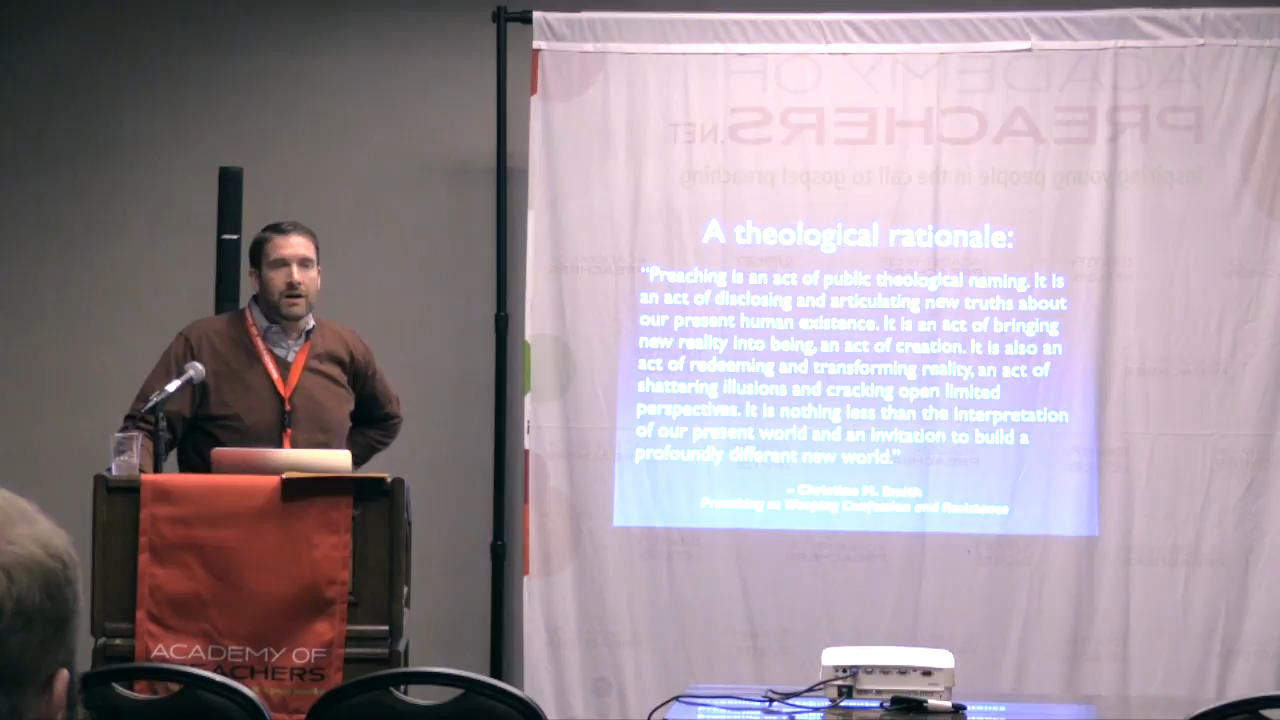 ACADEMY OF
PREACHERS.NET
Inspiring young people in the call to gospel preaching
A theological rationale:
“Preaching is an act of public theological naming. It is
an act of disclosing and articulating new truths about
our present human existence. It is an act of bringing
new reality into being, an act of creation. It is also an
act of redeeming and transforming reality, an act of
shattering illusions and cracking open limited
perspectives. It is nothing less than the interpretation
of our present world and an invitation to build a
profoundly different new world.”
– Christine M. Smith
Preaching as Weeping Confession and Resistance
ACADEMY OF
PREACHERS